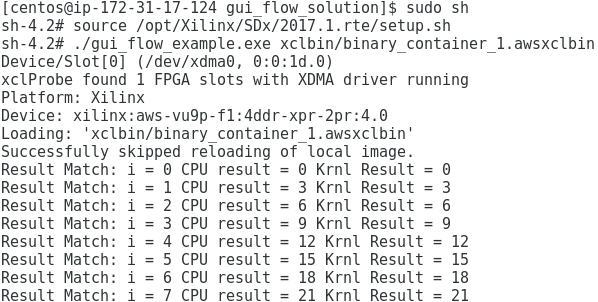 [centos@ip-172-31-17-124 gui_flow_solution]$ sudo sh
sh-4.2# source /opt/Xilinx/SDx/2017.1.rte/setup.sh
sh-4.2# ./gui_flow_example.exe xclbin/binary_container_1.awsxclbin
Device/Slot[0] (/dev/xdma0, 0:0:1d.0)
xclProbe found 1 FPGA slots with XDMA driver running
Platform: Xilinx
Device: xilinx:aws-vu9p-f1:4ddr-xpr-2pr:4.0
Loading: 'xclbin/binary_container_1.awsxclbin'
Successfully skipped reloading of local image.
Result Match: i = 0 CPU result = 0 Krnl Result = 0
Result Match: i = 1 CPU result = 3 Krnl Result = 3
Result Match: i = 2 CPU result = 6 Krnl Result = 6
Result Match: i = 3 CPU result = 9 Krnl Result = 9
Result Match: i = 4 CPU result = 12 Krnl Result = 12
Result Match: i = 5 CPU result = 15 Krnl Result = 15
Result Match: i = 6 CPU result = 18 Krnl Result = 18
Result Match: i = 7 CPU result = 21 Krnl Result = 21